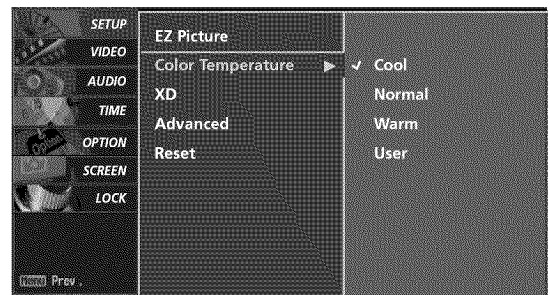 SETUP
VIDEO
AUDIO
TIME
OPTION
SCREEN
LOCK
Menu Prev.
EZ Picture
Color Temperature ▶
XD
Advanced
Reset
✓ Cool
Normal
Warm
User